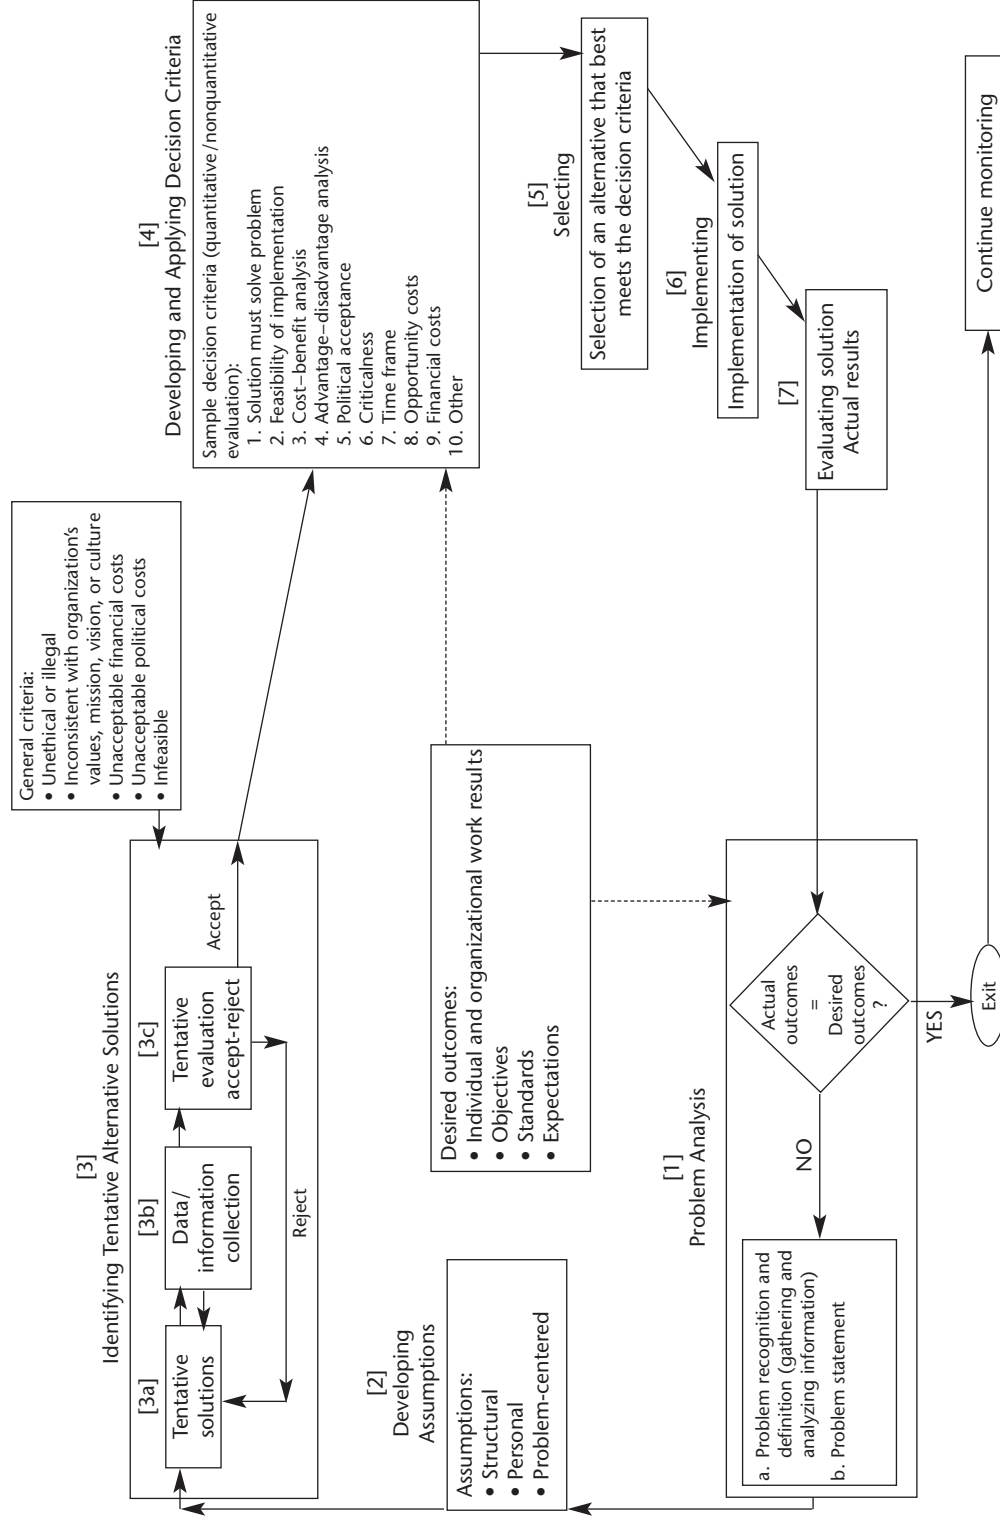 [3]
Identifying Tentative Alternative Solutions
[3a]
Tentative
solutions
[3b]
Data/
information
collection
[3c]
Tentative
evaluation
accept-reject
Accept
Reject
General criteria:
• Unethical or illegal
• Inconsistent with organization's
values, mission, vision, or culture
• Unacceptable financial costs
• Unacceptable political costs
• Infeasible
[4]
Developing and Applying Decision Criteria
Sample decision criteria (quantitative/nonquantitative
evaluation):
1. Solution must solve problem
2. Feasibility of implementation
3. Cost–benefit analysis
4. Advantage–disadvantage analysis
5. Political acceptance
6. Criticalness
7. Time frame
8. Opportunity costs
9. Financial costs
10. Other
[2]
Developing
Assumptions
Assumptions:
• Structural
• Personal
• Problem-centered
Desired outcomes:
• Individual and organizational work results
• Objectives
• Standards
• Expectations
[5]
Selecting
Selection of an alternative that best
meets the decision criteria
[6]
Implementing
Implementation of solution
[7]
Evaluating solution
Actual results
[1]
Problem Analysis
a. Problem recognition and
definition (gathering and
analyzing information)
b. Problem statement
NO
Actual
outcomes
=
Desired
outcomes
?
YES
Exit
Continue monitoring